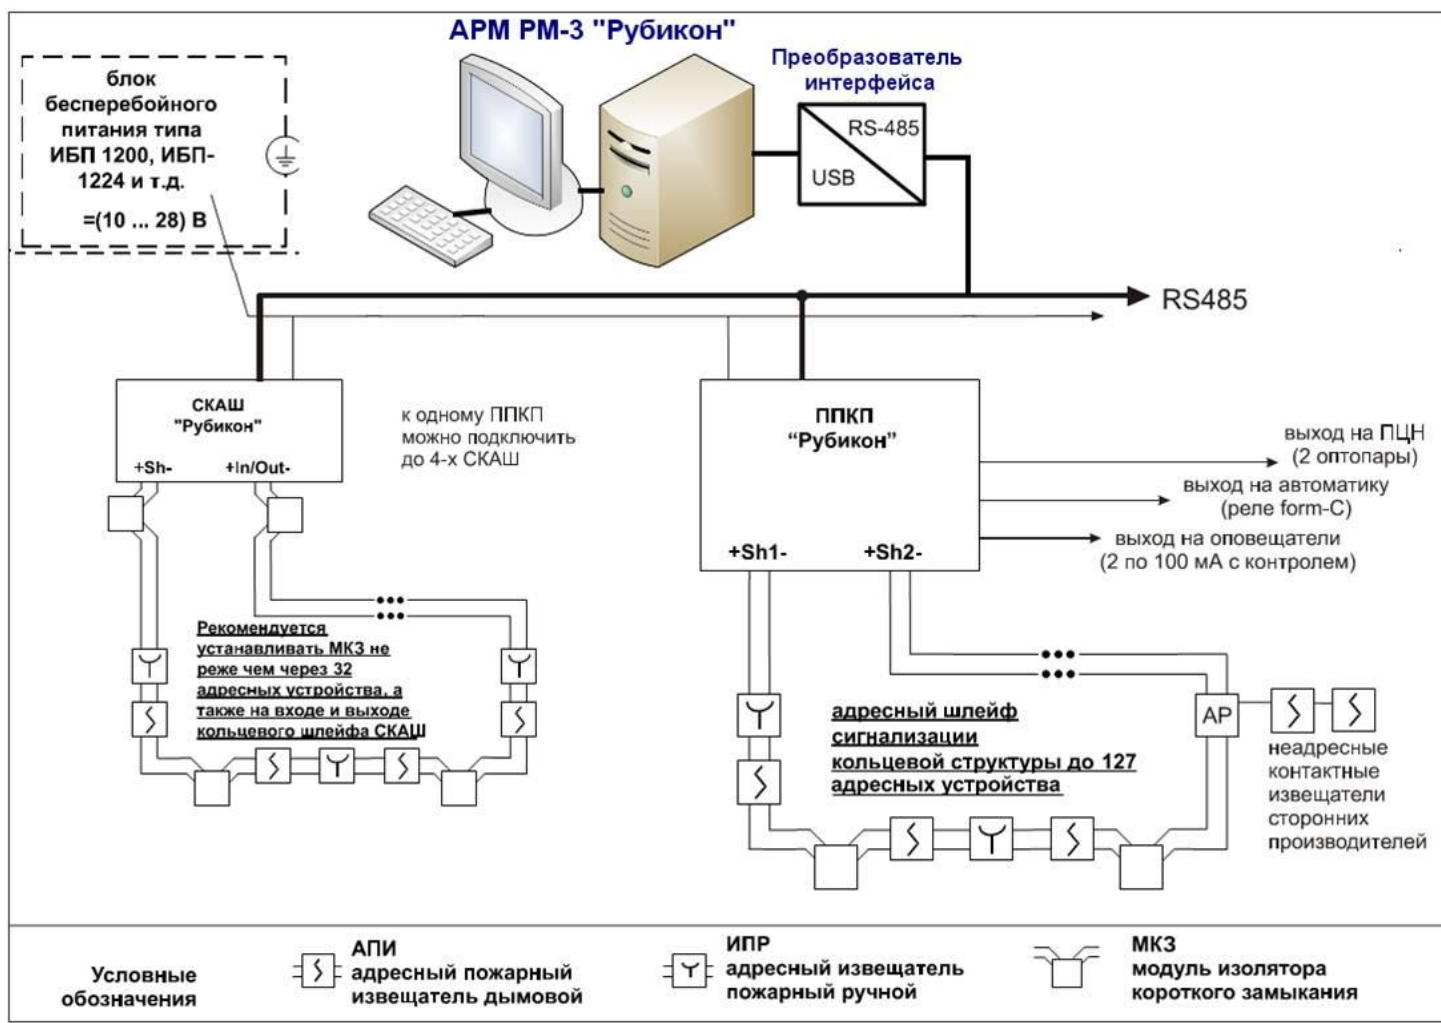 АРМ РМ-3 "Рубикон"
блок
бесперебойного
питания типа
ИБП 1200, ИБП-
1224 и т.д.
=(10 ... 28) В
Преобразователь
интерфейса
RS-485
USB
RS485
СКАШ
"Рубикон"
+Sh-
+In/Out-
к одному ППКП
можно подключить
до 4-х СКАШ
ППКП
“Рубикон”
+Sh1-
+Sh2-
выход на ПЦН
(2 оптопары)
выход на автоматику
(реле form-C)
выход на оповещатели
(2 по 100 мА с контролем)
Рекомендуется
устанавливать МКЗ не
реже чем через 32
адресных устройства, а
также на входе и выходе
кольцевого шлейфа СКАШ
адресный шлейф
сигнализации
кольцевой структуры до 127
адресных устройства
АР
неадресные
контактные
извещатели
сторонних
производителей
Условные
обозначения
АПИ
адресный пожарный
извещатель дымовой
ИПР
адресный извещатель
пожарный ручной
МКЗ
модуль изолятора
короткого замыкания